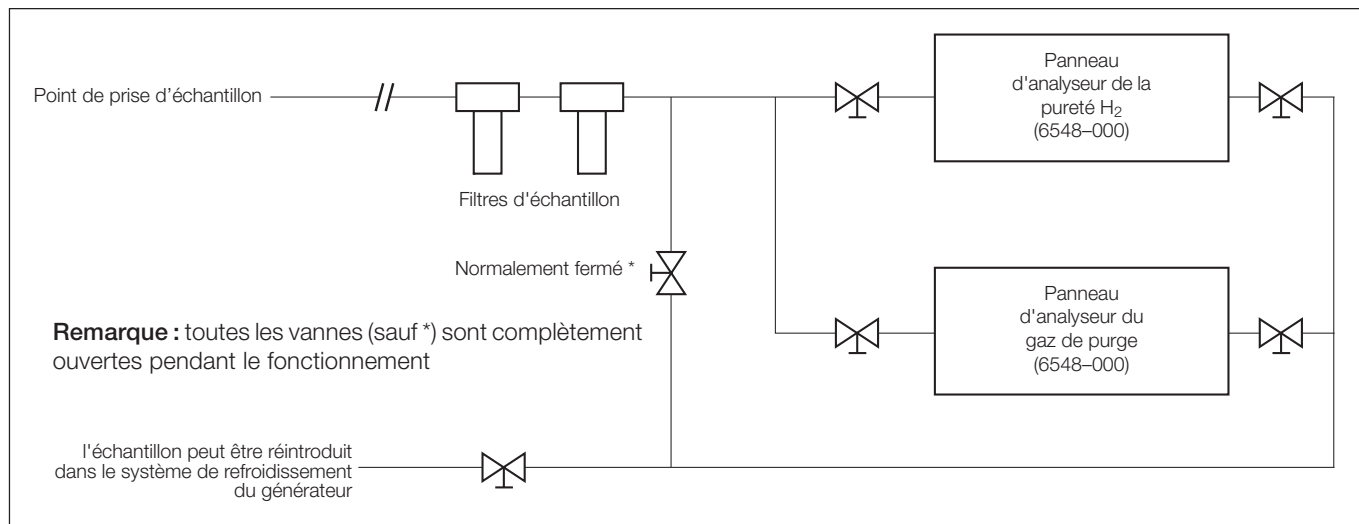 Point de prise d’échantillon
Filtres d'échantillon
Normalement fermé *
Remarque : toutes les vannes (sauf *) sont complètement
ouvertes pendant le fonctionnement
l'échantillon peut être réintroduit
dans le système de refroidissement
du générateur
Panneau
d'analyseur de la
pureté H2
(6548–000)
Panneau
d'analyseur du
gaz de purge
(6548–000)